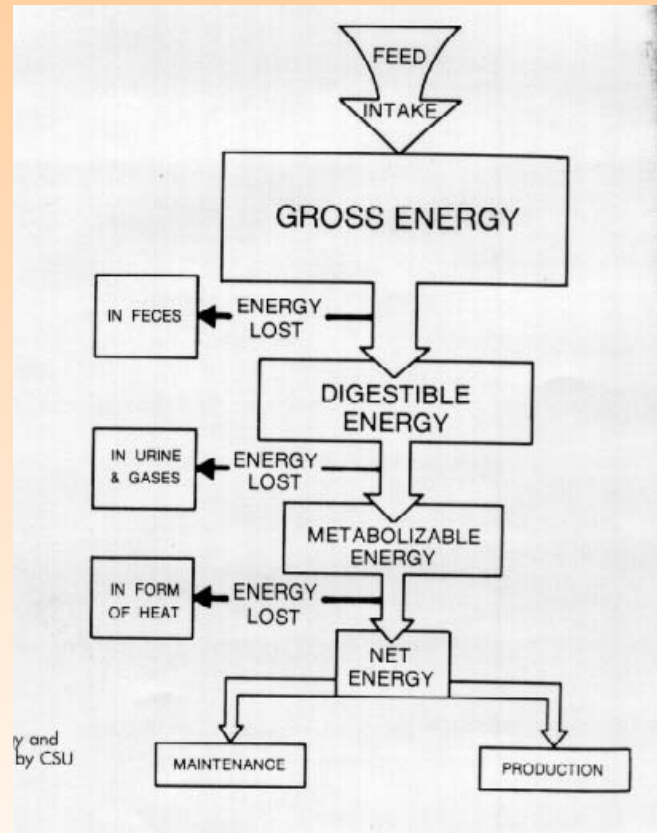 FEED
INTAKE
GROSS ENERGY
IN FECES
ENERGY
LOST
DIGESTIBLE
ENERGY
IN URINE
& GASES
ENERGY
LOST
METABOLIZABLE
ENERGY
IN FORM
OF HEAT
ENERGY
LOST
NET
ENERGY
y and
by CSU
MAINTENANCE
PRODUCTION